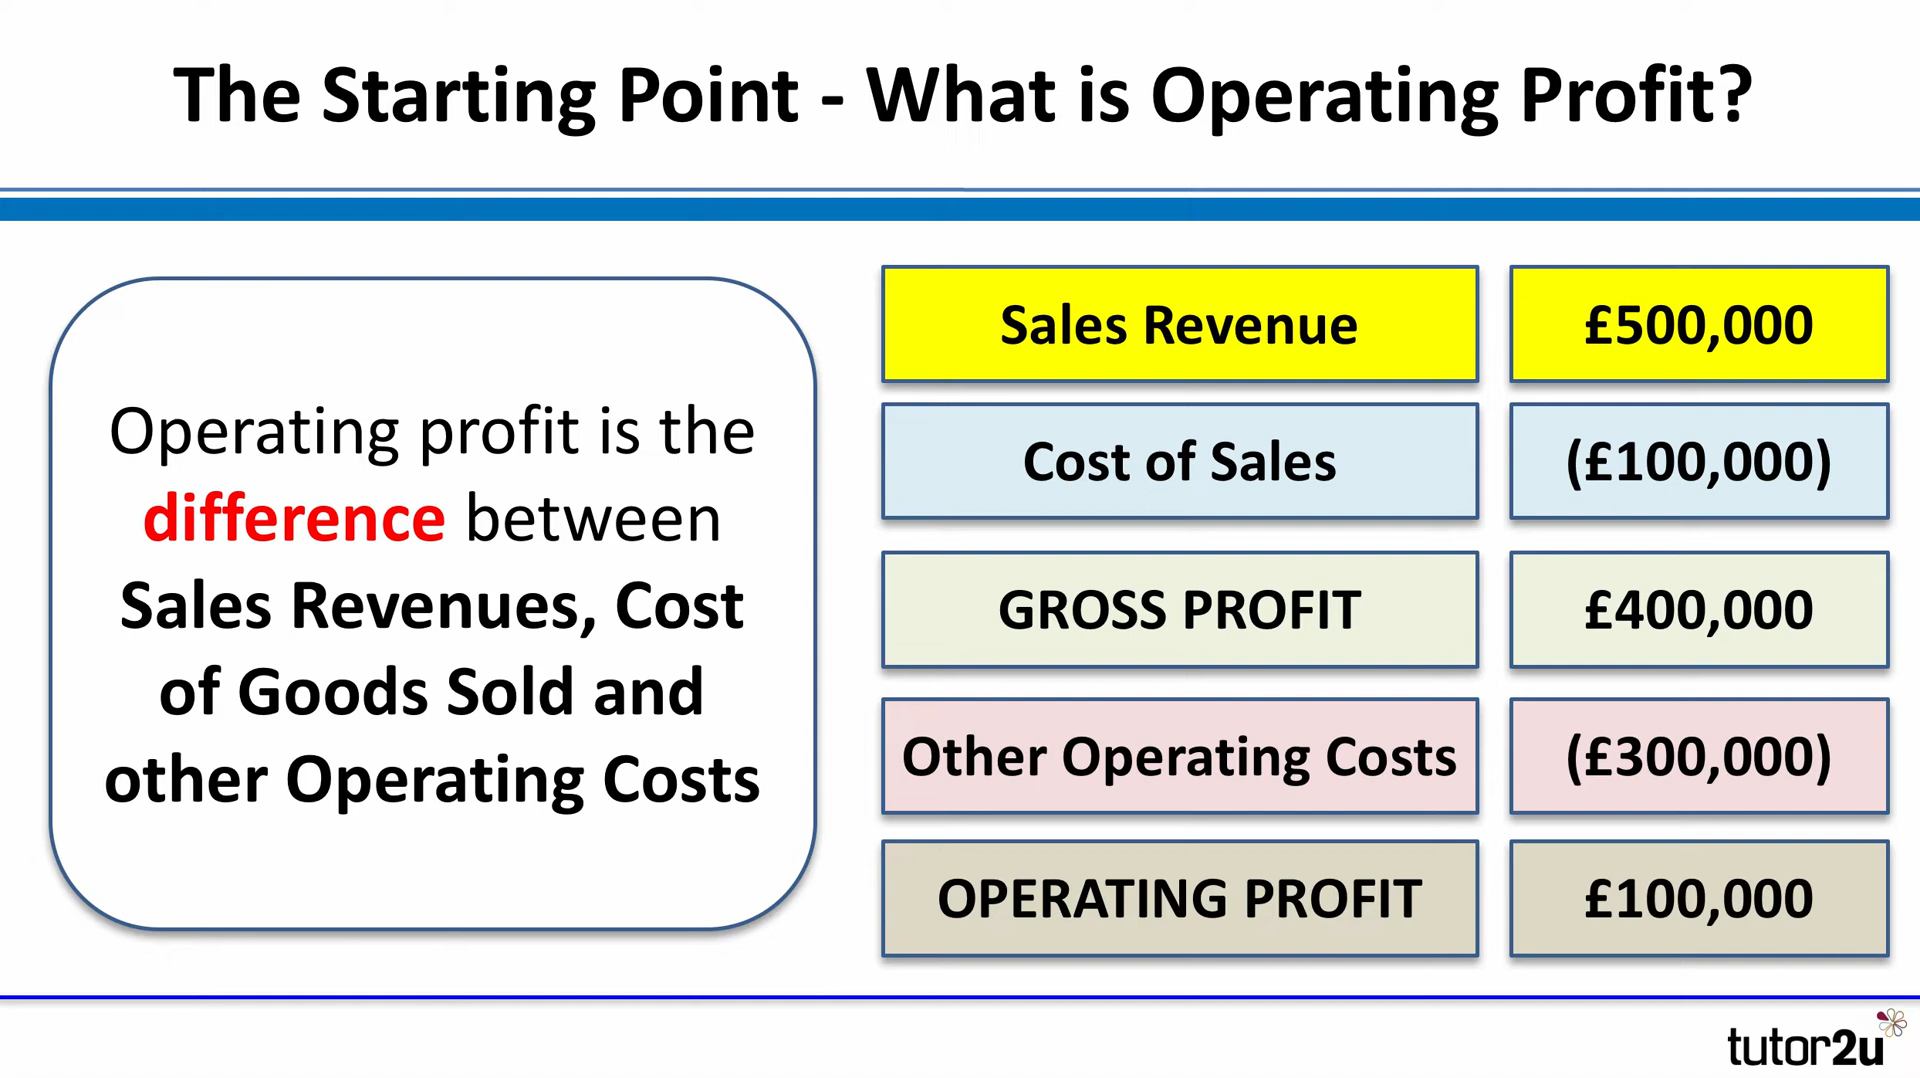 The Starting Point - What is Operating Profit?
Operating profit is the
difference between
Sales Revenues, Cost
of Goods Sold and
other Operating Costs
Sales Revenue £500,000
Cost of Sales (£100,000)
GROSS PROFIT £400,000
Other Operating Costs (£300,000)
OPERATING PROFIT £100,000
tutor2u